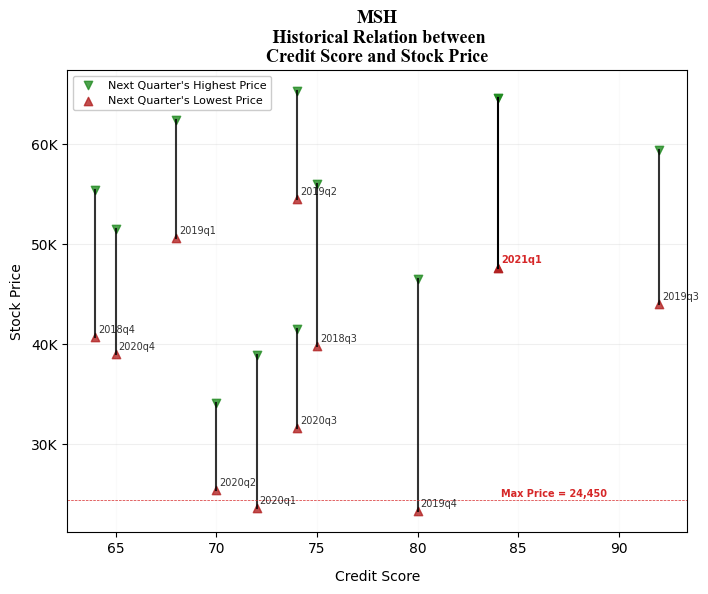 MSH
Historical Relation between
Credit Score and Stock Price
Next Quarter's Highest Price
Next Quarter's Lowest Price
60K
50K
40K
30K
Stock Price
2019q2
2019q1
2021q1
2019q3
2018q4
2020q4
2018q3
2020q3
2020q2
2020q1
2019q4
Max Price = 24,450
65
70
75
80
85
90
Credit Score